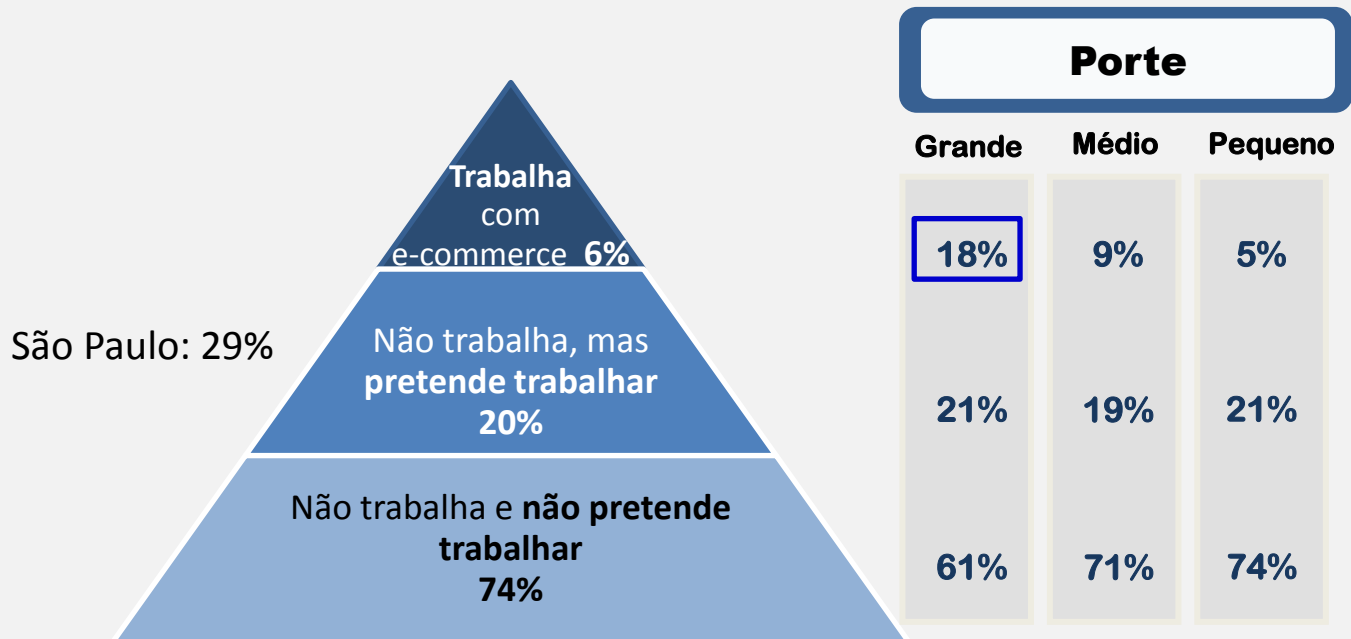 Porte
Grande Médio Pequeno
Trabalha
com
e-commerce 6%
18% 9% 5%
São Paulo: 29%
Não trabalha, mas
pretende trabalhar
20%
21% 19% 21%
Não trabalha e não pretende
trabalhar
74%
61% 71% 74%